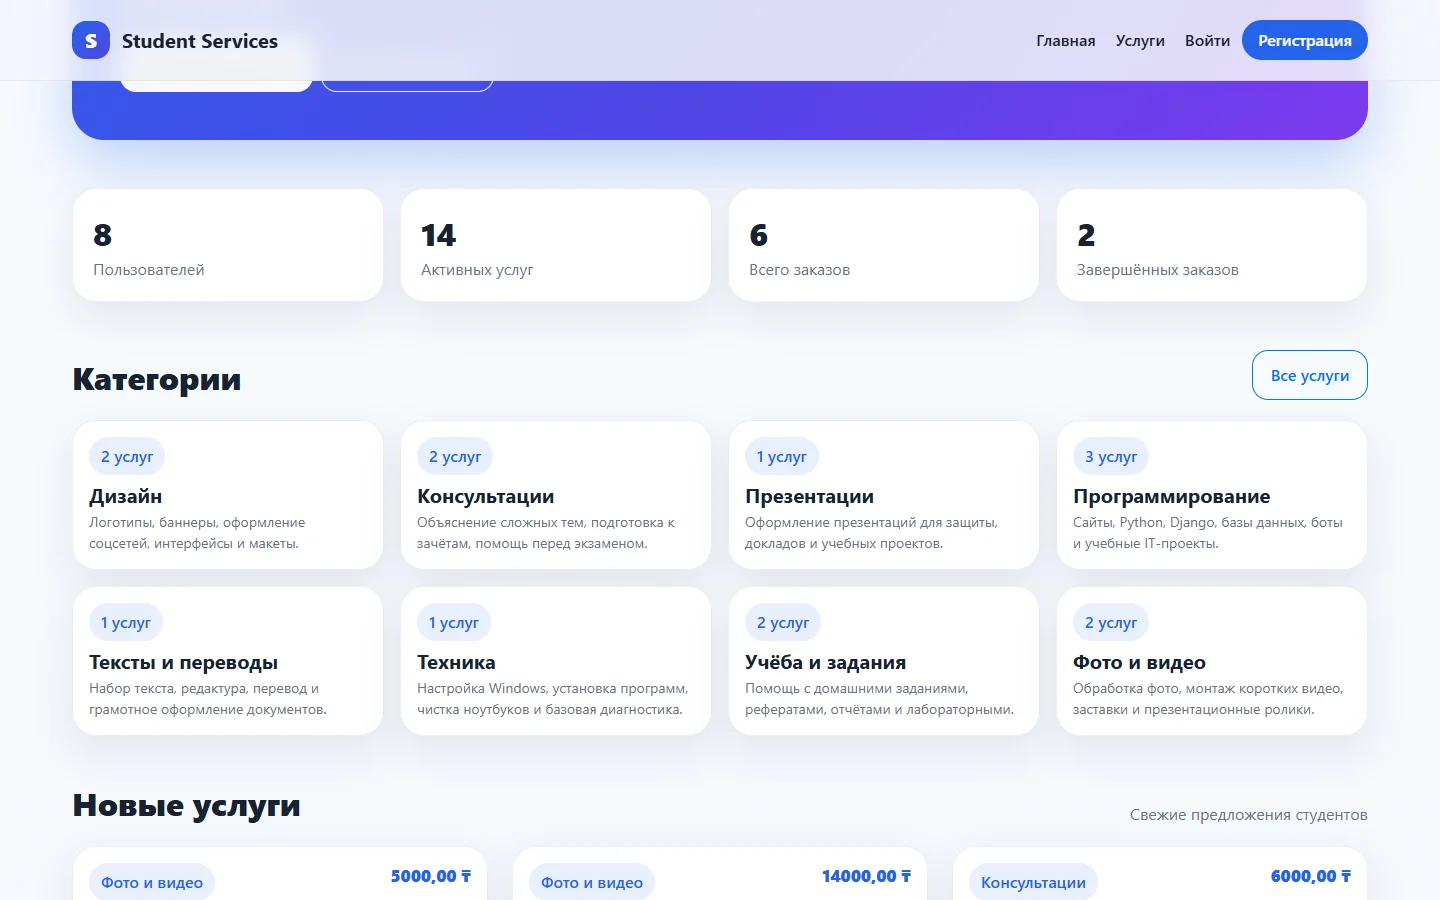 S Student Services
Главная Услуги Войти Регистрация
8
Пользователей
14
Активных услуг
6
Всего заказов
2
Завершённых заказов
Категории
Все услуги
2 услуг
Дизайн
Логотипы, баннеры, оформление
соцсетей, интерфейсы и макеты.
2 услуг
Консультации
Объяснение сложных тем, подготовка к
зачётам, помощь перед экзаменом.
1 услуг
Презентации
Оформление презентаций для защиты,
докладов и учебных проектов.
3 услуг
Программирование
Сайты, Python, Django, базы данных, боты
и учебные IT-проекты.
1 услуг
Тексты и переводы
Набор текста, редактура, перевод и
грамотное оформление документов.
1 услуг
Техника
Настройка Windows, установка программ,
чистка ноутбуков и базовая диагностика.
2 услуг
Учёба и задания
Помощь с домашними заданиями,
рефератами, отчётами и лабораторными.
2 услуг
Фото и видео
Обработка фото, монтаж коротких видео,
заставки и презентационные ролики.
Новые услуги
Свежие предложения студентов
Фото и видео
5000,00 ₸
Фото и видео
14000,00 ₸
Консультации
6000,00 ₸